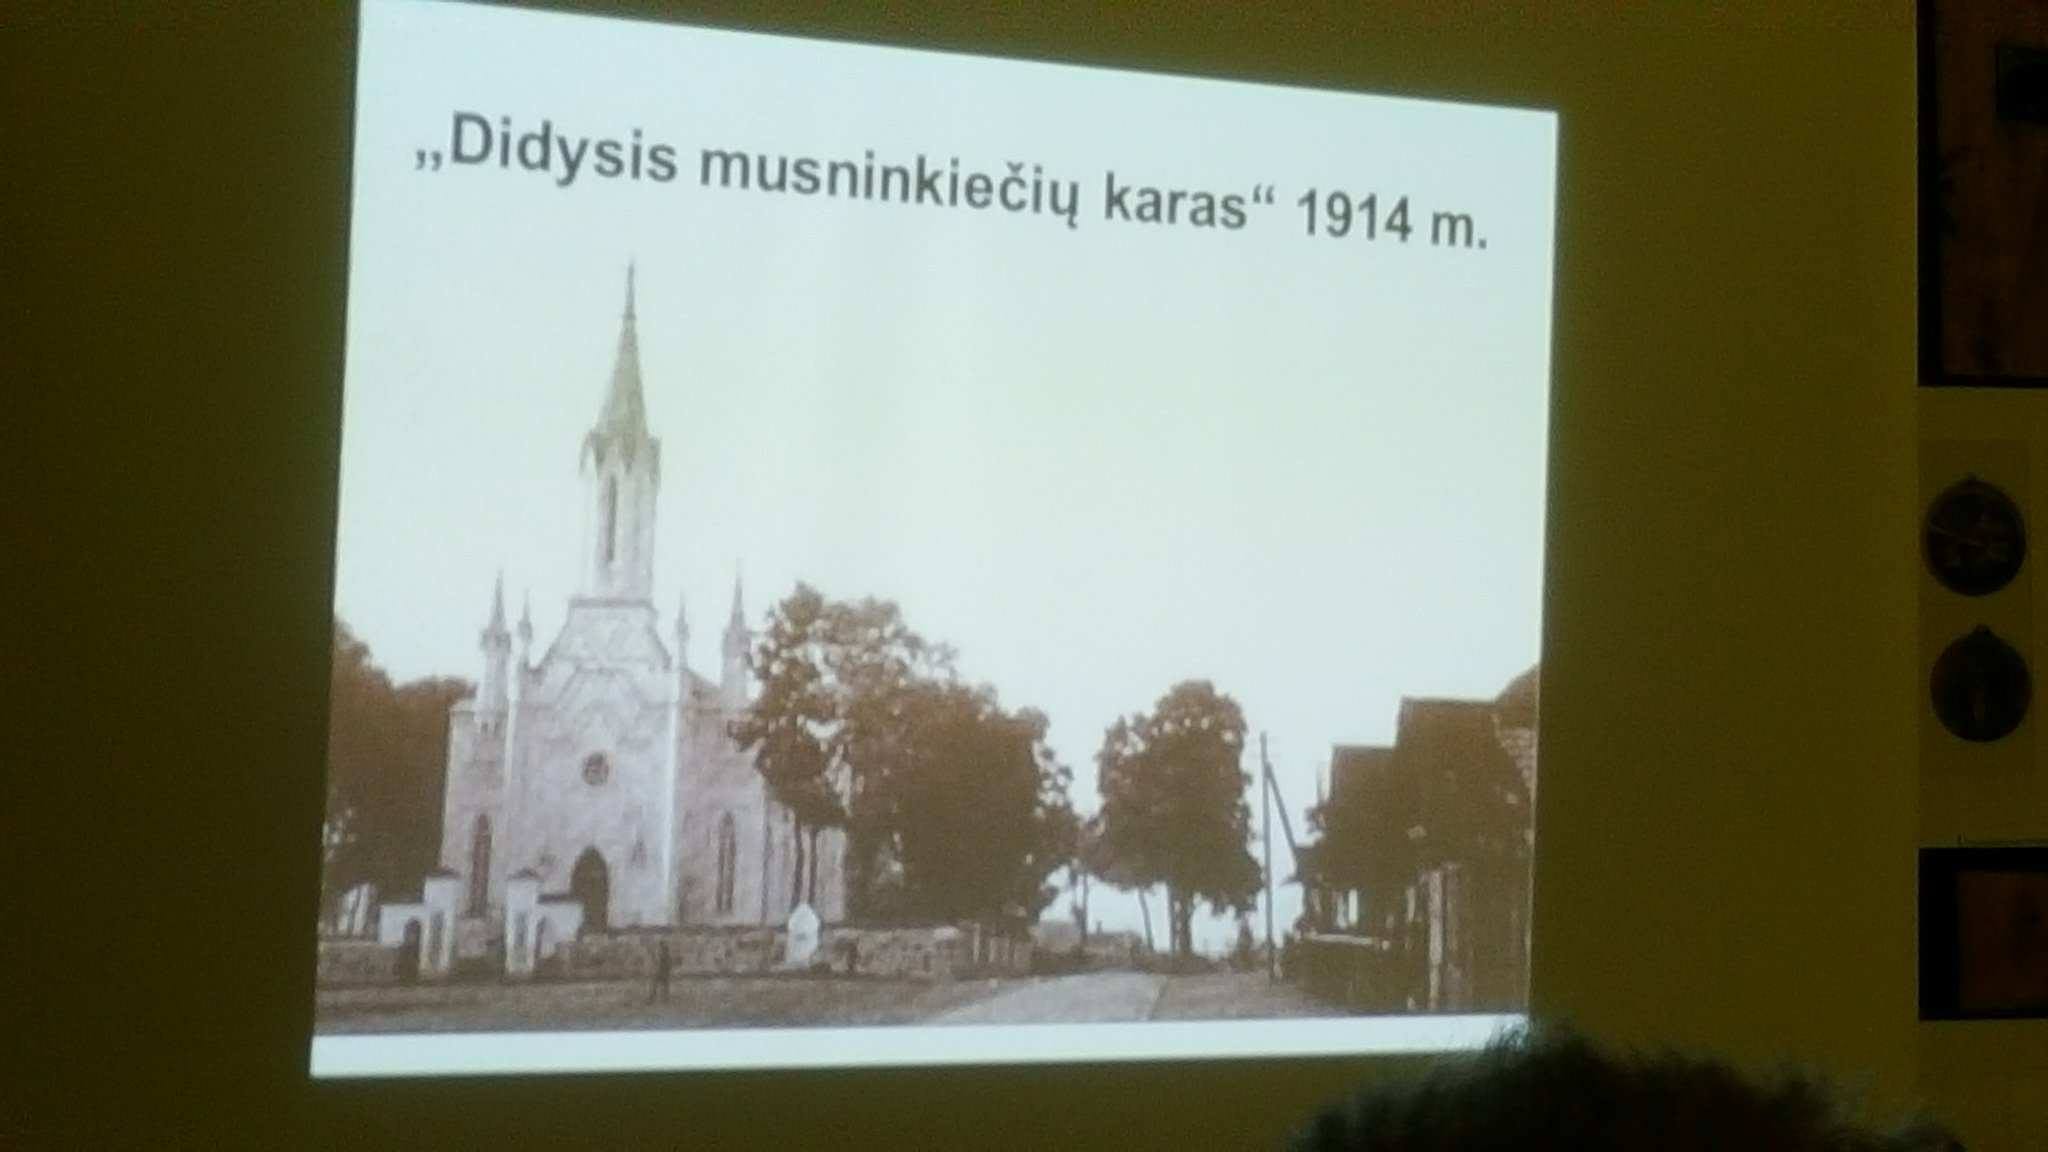 „Didysis musninkiečių karas“ 1914 m.